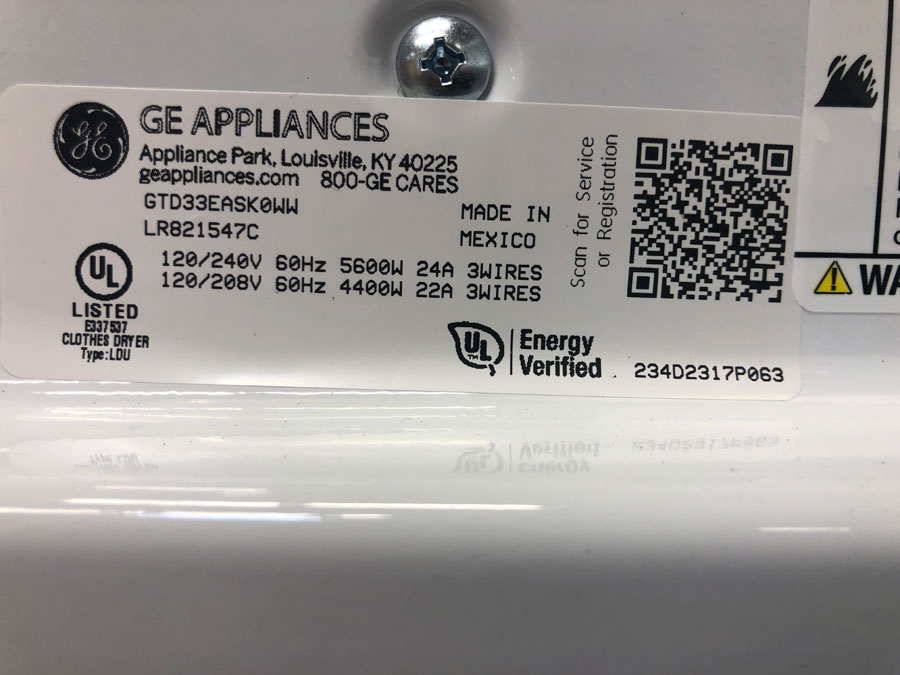 GE
GE APPLIANCES
Appliance Park, Louisville, KY 40225
geappliances.com 800-GE CARES
GTD33EASK0WW
LR821547C
MADE IN
MEXICO
120/240V 60Hz 5600W 24A 3WIRES
120/208V 60Hz 4400W 22A 3WIRES
UL
LISTED
E337537
CLOTHES DRYER
Type:LDU
Scan for Service
or Registration
UL
TM
Energy
Verified
234D2317P063
WA